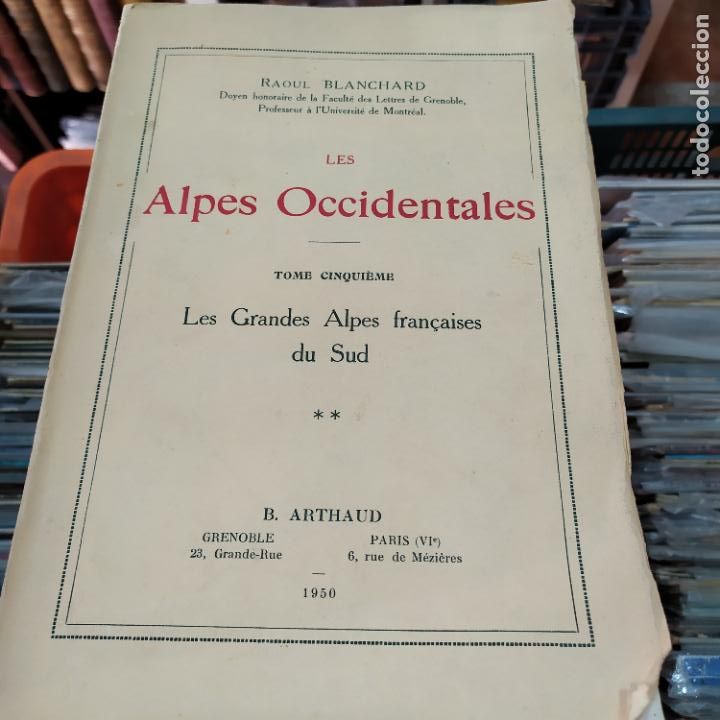 RAOUL BLANCHARD
Doyen honoraire de la Faculté des Lettres de Grenoble,
Professeur à l'Université de Montréal.
LES
Alpes Occidentales
TOME CINQUIÈME
Les Grandes Alpes françaises
du Sud
**
B. ARTHAUD
GRENOBLE
23, Grande-Rue
PARIS (VIe)
6, rue de Mézières
1950
todocoleccion